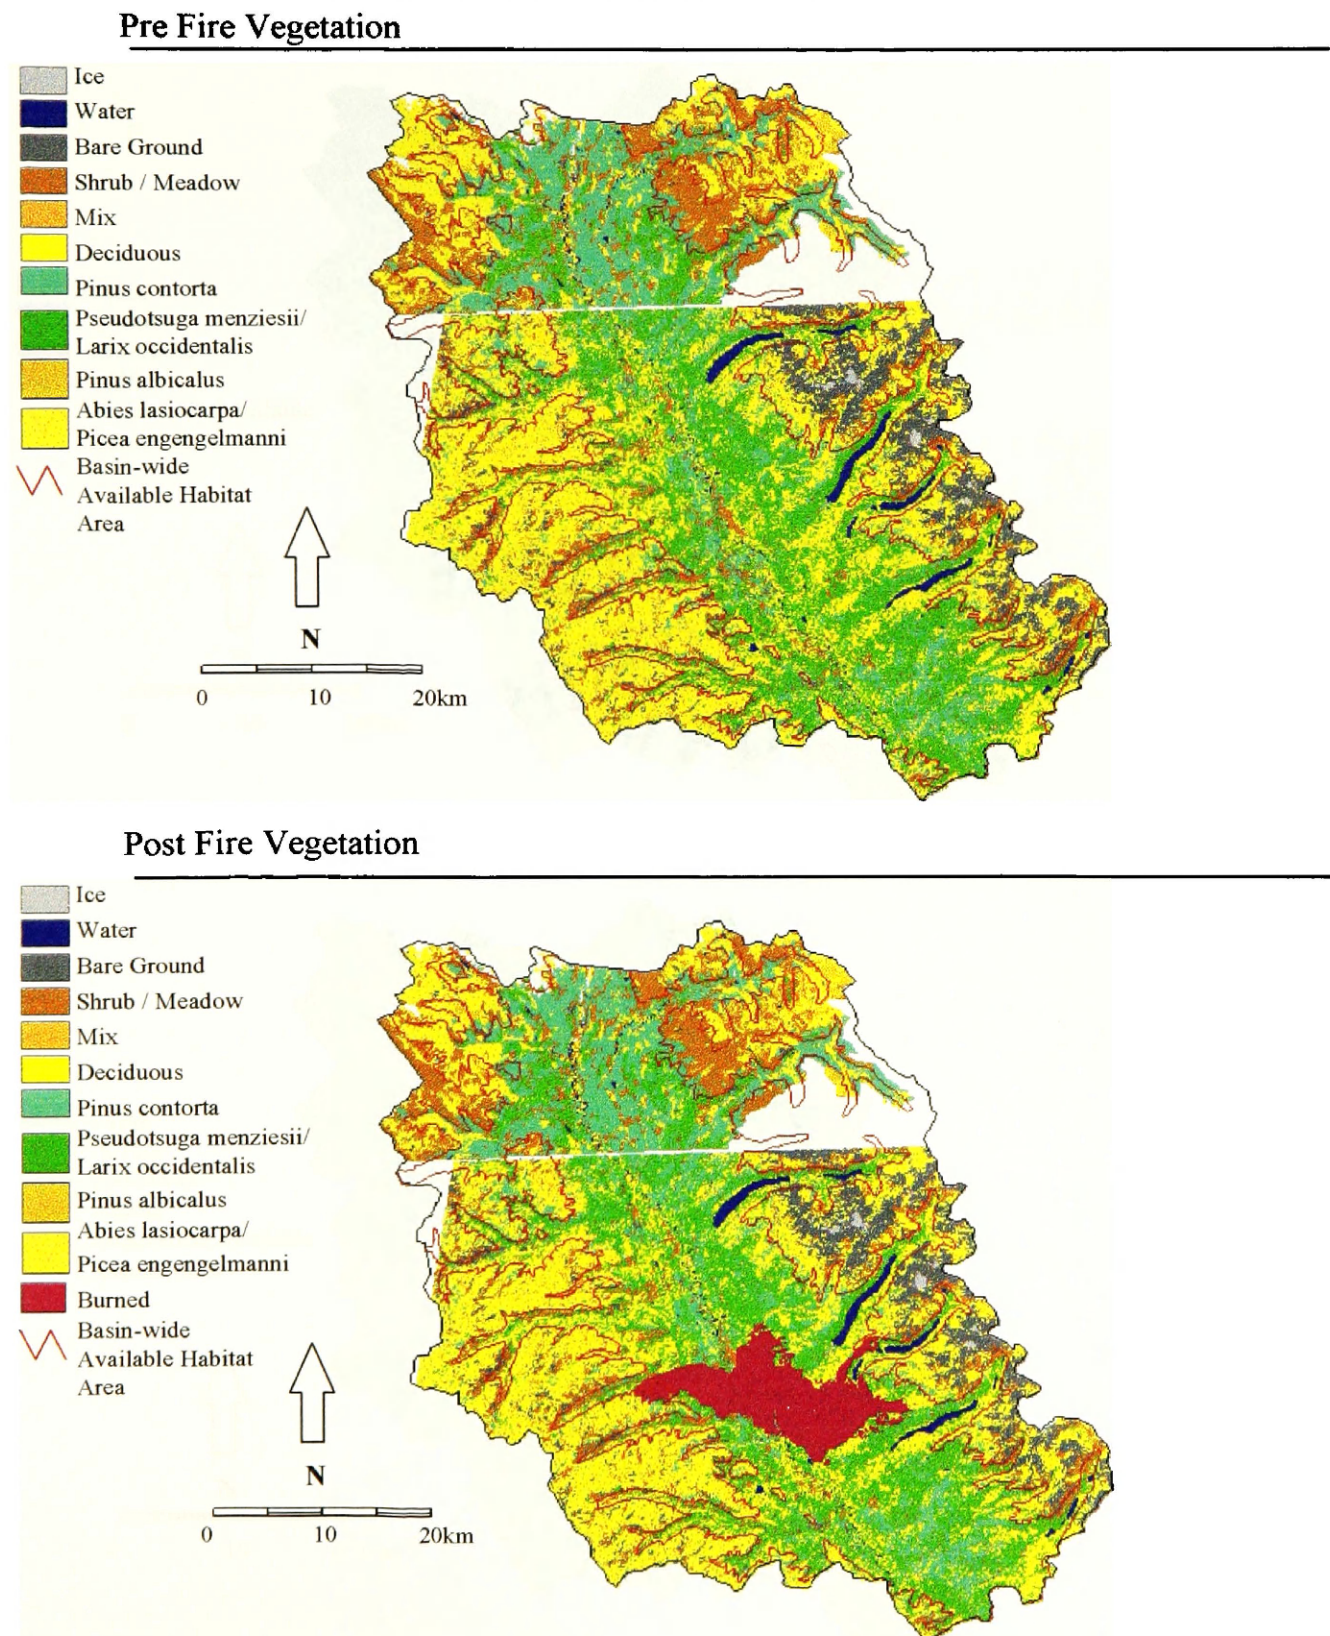 Pre Fire Vegetation
Ice
Water
Bare Ground
Shrub / Meadow
Mix
Deciduous
Pinus contorta
Pseudotsuga menziesii/
Larix occidentalis
Pinus albicalus
Abies lasiocarpa/
Picea engengelmanni
Basin-wide
Available Habitat
Area
N
0 10 20km
Post Fire Vegetation
Ice
Water
Bare Ground
Shrub / Meadow
Mix
Deciduous
Pinus contorta
Pseudotsuga menziesii/
Larix occidentalis
Pinus albicalus
Abies lasiocarpa/
Picea engengelmanni
Burned
Basin-wide
Available Habitat
Area
N
0 10 20km